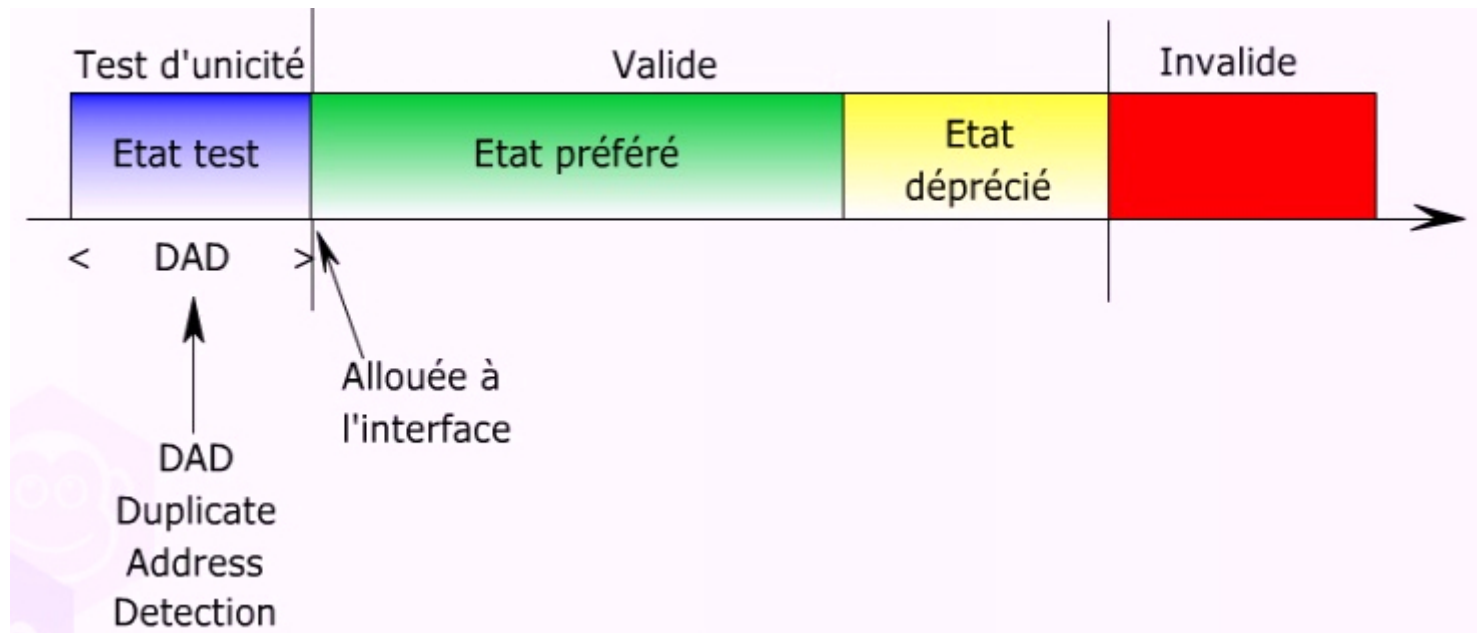 Test d'unicité
Valide
Invalide
Etat test
Etat préféré
Etat
déprécié
< DAD >
Allouée à
l'interface
DAD
Duplicate
Address
Detection